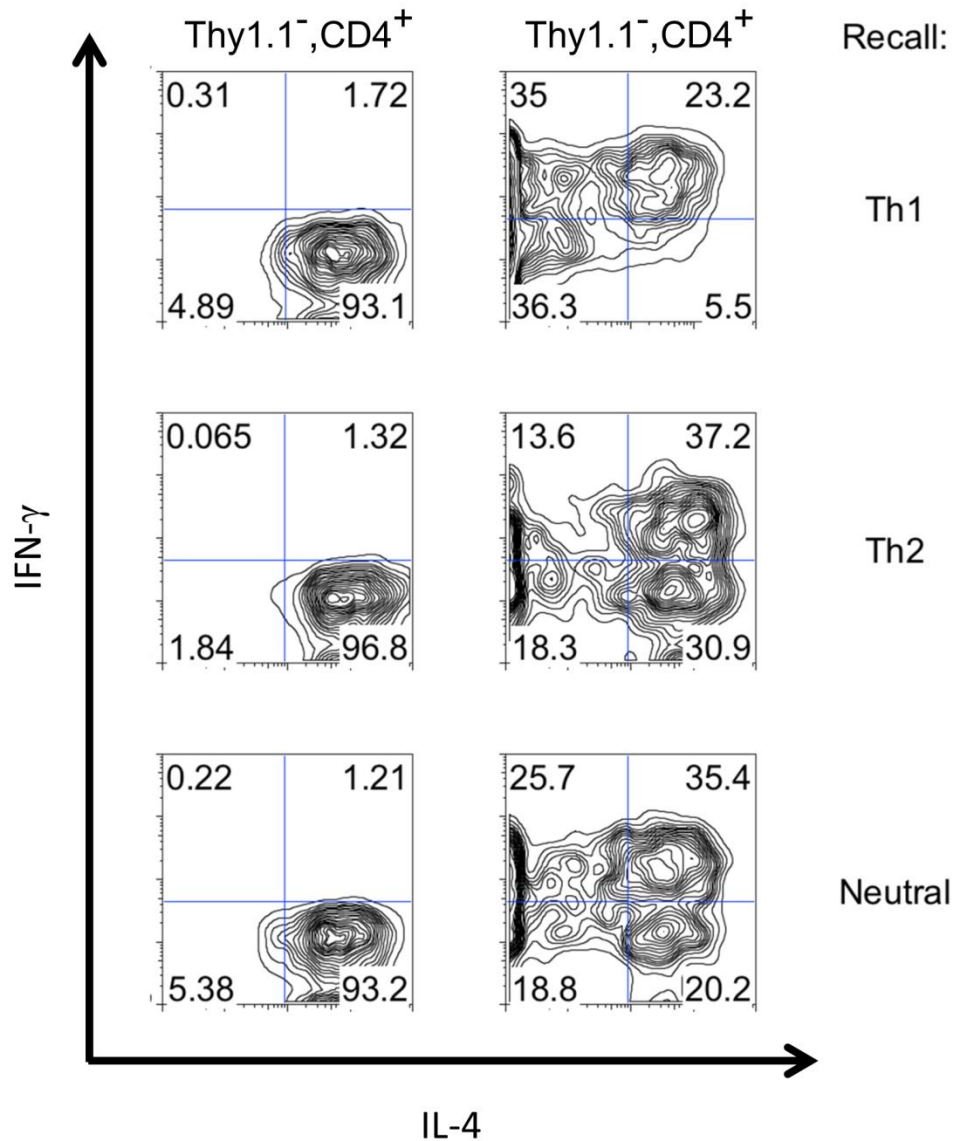 Thy1.1⁻,CD4⁺ Thy1.1⁻,CD4⁺ Recall:
0.31 1.72 35 23.2
Th1
4.89 93.1 36.3 5.5
0.065 1.32 13.6 37.2
Th2
1.84 96.8 18.3 30.9
IFN-γ
0.22 1.21 25.7 35.4
Neutral
5.38 93.2 18.8 20.2
IL-4